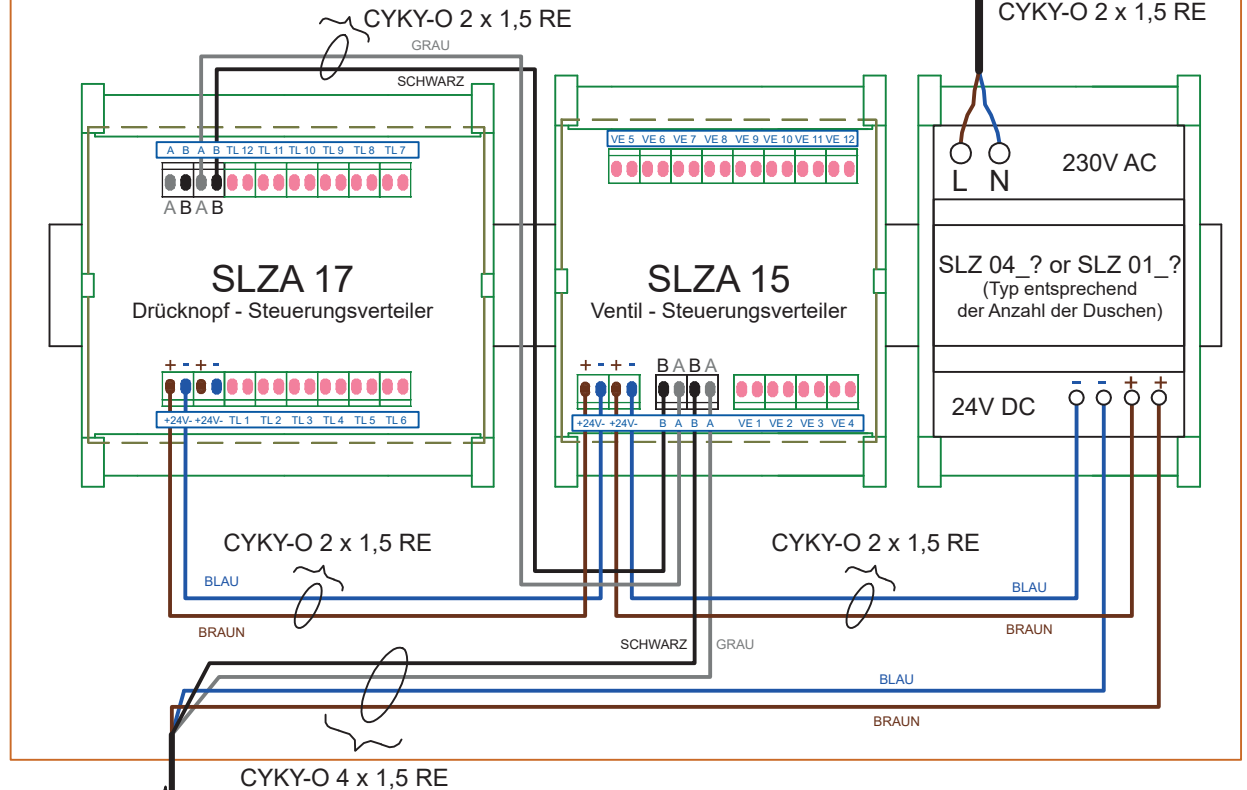 CYKY-O 2 x 1,5 RE
CYKY-O 2 x 1,5 RE
GRAU
SCHWARZ
A B A B TL 12 TL 11 TL 10 TL 9 TL 8 TL 7
A B A B
SLZA 17
Drücknopf - Steuerungsverteiler
+ - + -
+24V- +24V- TL 1 TL 2 TL 3 TL 4 TL 5 TL 6
VE 5 VE 6 VE 7 VE 8 VE 9 VE 10 VE 11 VE 12
SLZA 15
Ventil - Steuerungsverteiler
+ - + - B A B A
+24V- +24V- B A B A VE 1 VE 2 VE 3 VE 4
L N
230V AC
SLZ 04_? or SLZ 01_?
(Typ entsprechend
der Anzahl der Duschen)
24V DC
- - + +
CYKY-O 2 x 1,5 RE
BLAU
BRAUN
CYKY-O 2 x 1,5 RE
BLAU
BRAUN
SCHWARZ
GRAU
BLAU
BRAUN
CYKY-O 4 x 1,5 RE